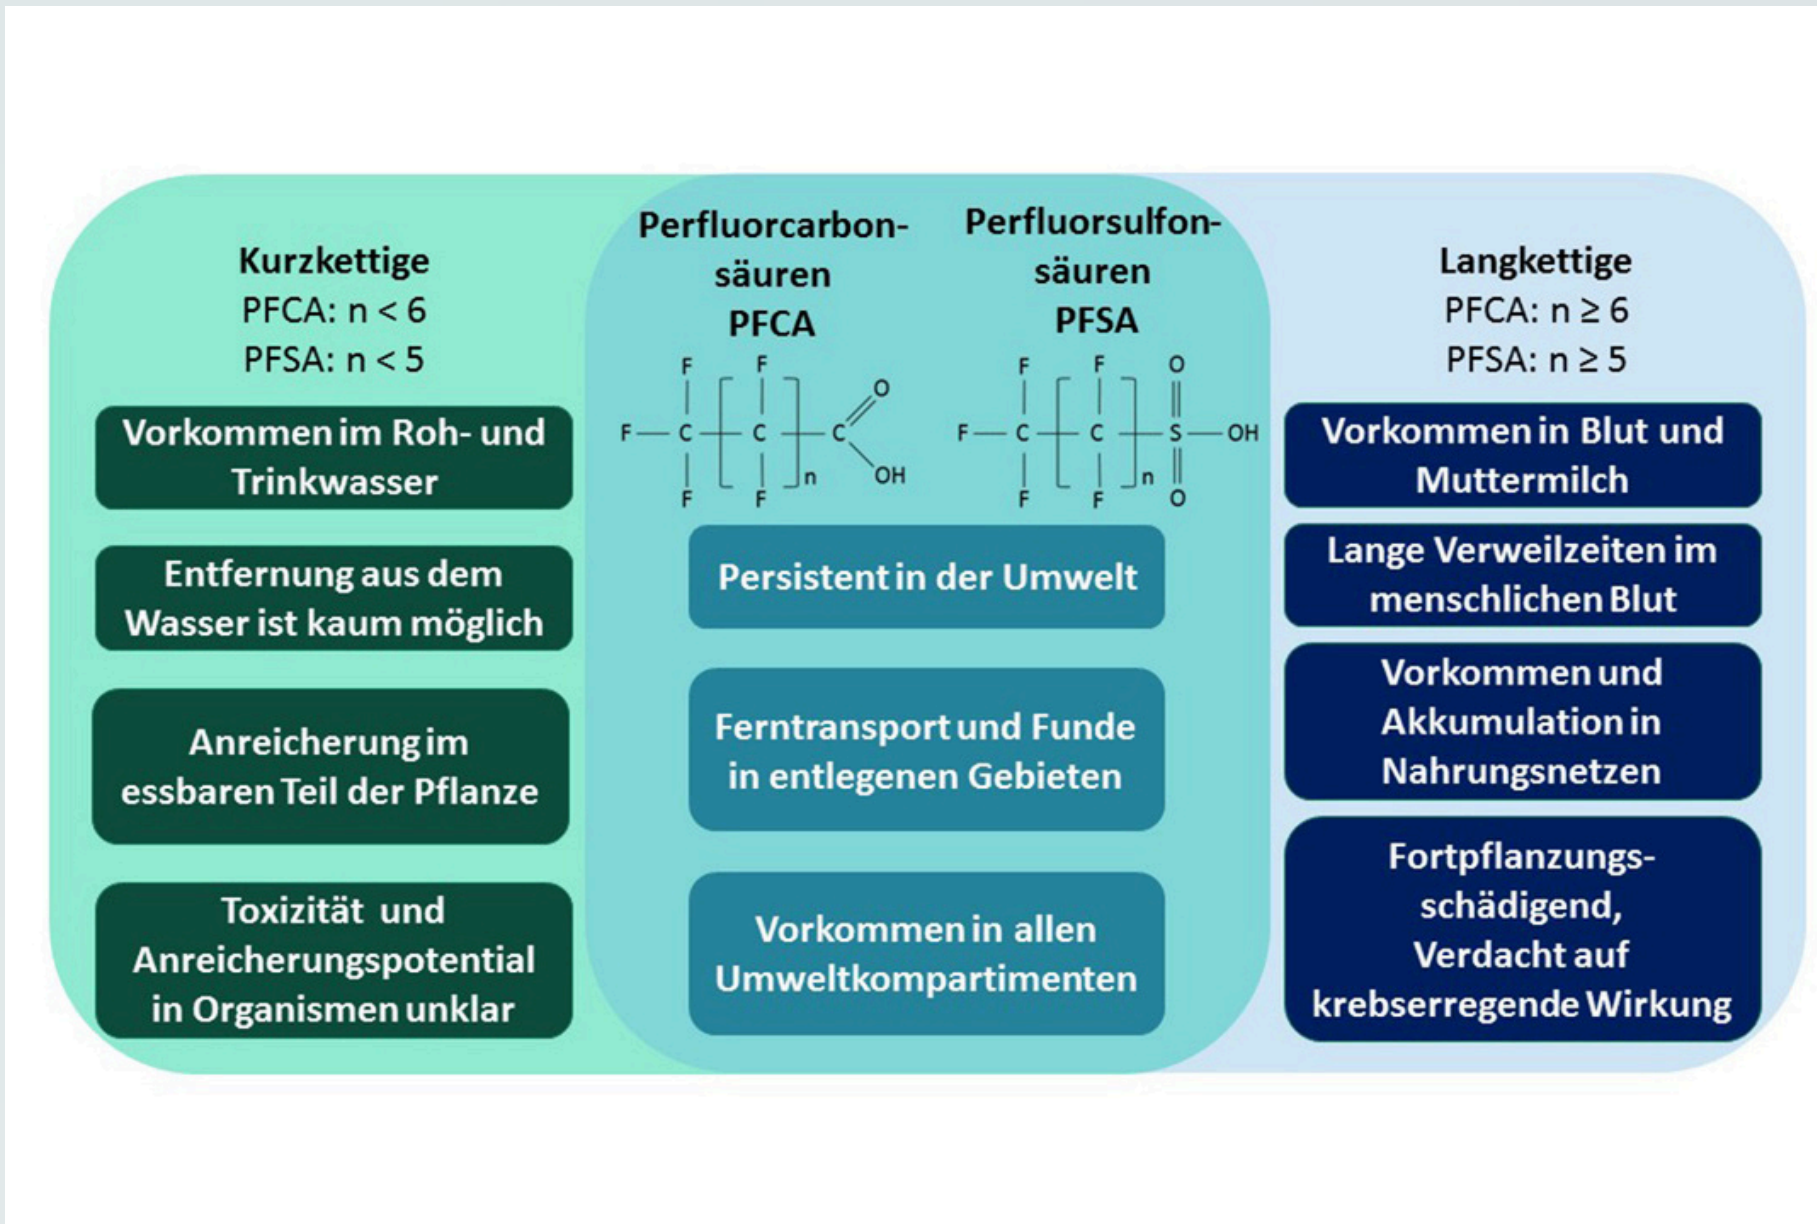 Kurzkettige
PFCA: n < 6
PFSA: n < 5
Vorkommen im Roh- und
Trinkwasser
Entfernung aus dem
Wasser ist kaum möglich
Anreicherung im
essbaren Teil der Pflanze
Toxizität und
Anreicherungspotential
in Organismen unklar
Perfluorcarbon-
säuren
PFCA
F F
O
F C C C
n OH
F F
Perfluorsulfon-
säuren
PFSA
F F O
F C C S OH
n
F F O
Persistent in der Umwelt
Ferntransport und Funde
in entlegenen Gebieten
Vorkommen in allen
Umweltkompartimenten
Langkettige
PFCA: n ≥ 6
PFSA: n ≥ 5
Vorkommen in Blut und
Muttermilch
Lange Verweilzeiten im
menschlichen Blut
Vorkommen und
Akkumulation in
Nahrungsnetzen
Fortpflanzungs-
schädigend,
Verdacht auf
krebserregende Wirkung